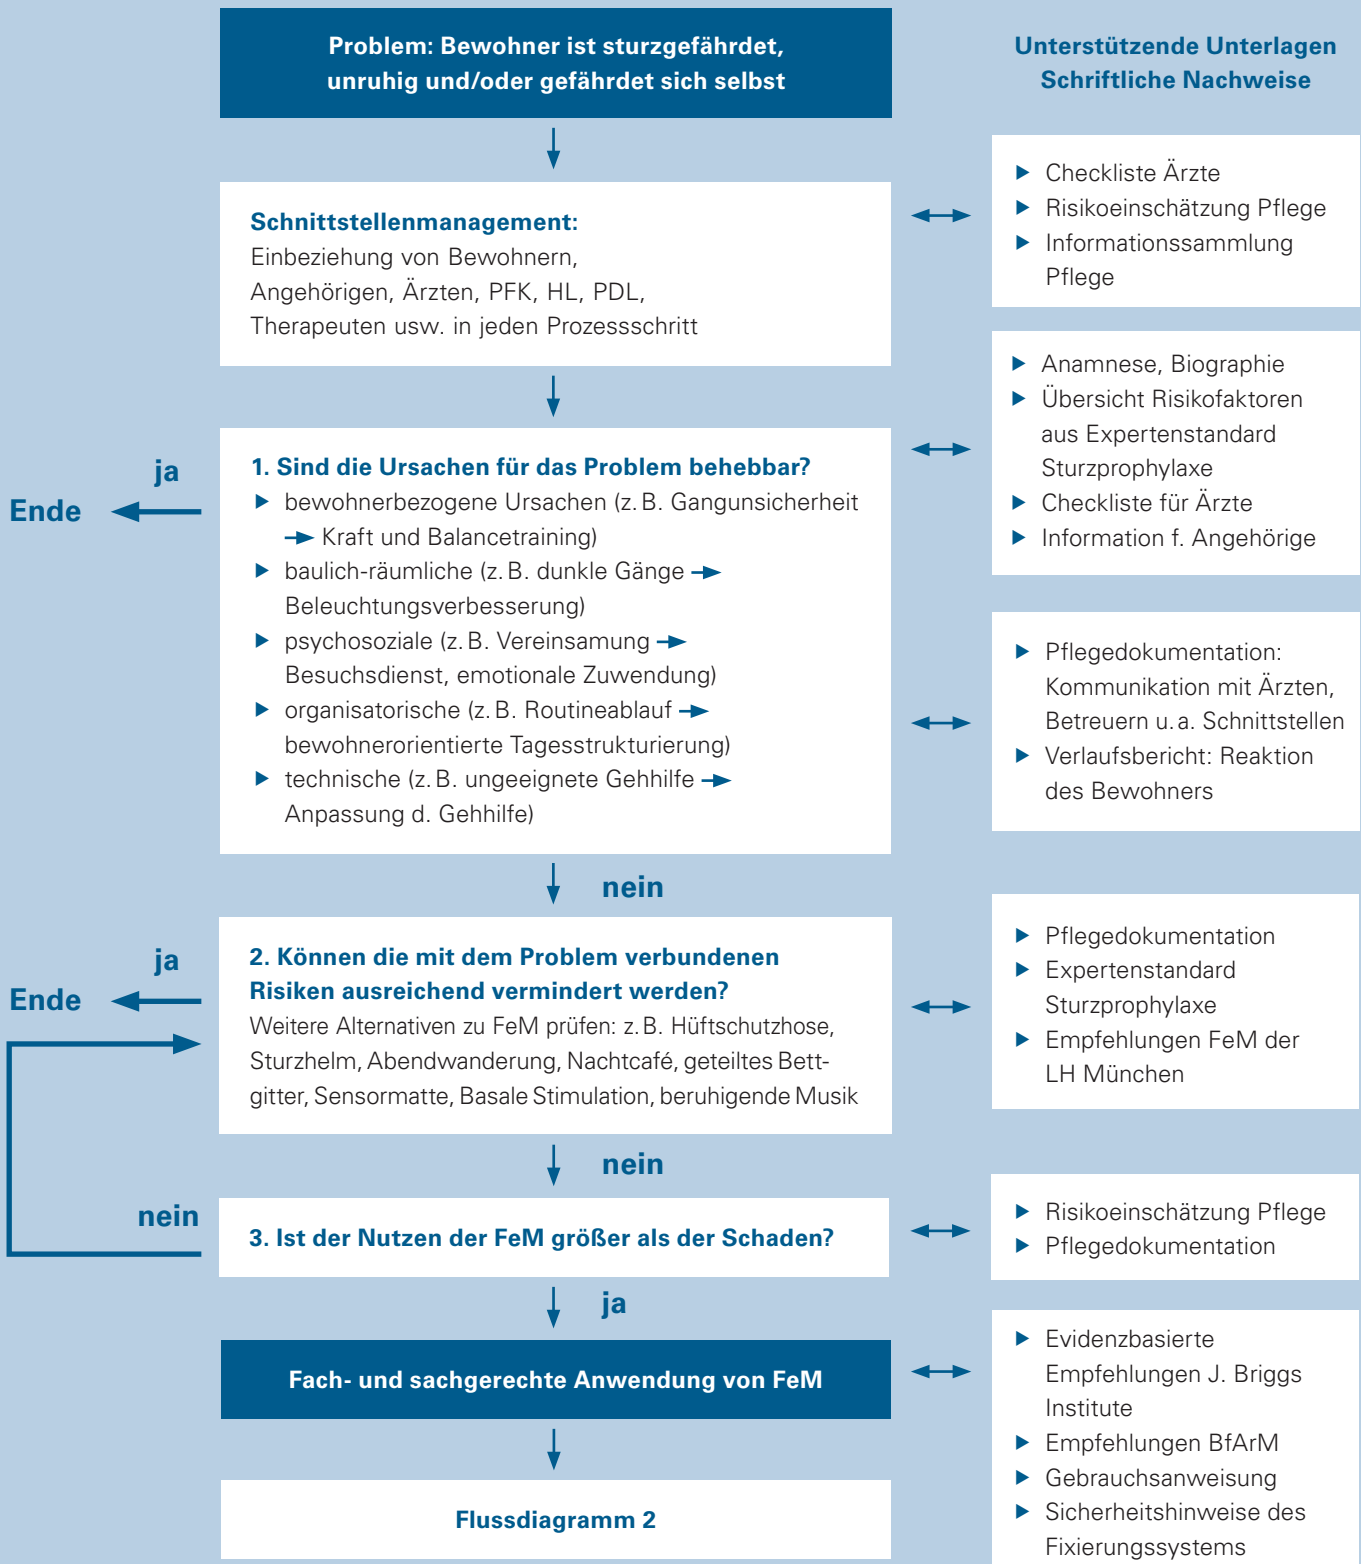 Problem: Bewohner ist sturzgefährdet,
unruhig und/oder gefährdet sich selbst
Unterstützende Unterlagen
Schriftliche Nachweise
Schnittstellenmanagement:
Einbeziehung von Bewohnern,
Angehörigen, Ärzten, PFK, HL, PDL,
Therapeuten usw. in jeden Prozessschritt
▶ Checkliste Ärzte
▶ Risikoeinschätzung Pflege
▶ Informationssammlung
Pflege
ja
Ende
1. Sind die Ursachen für das Problem behebbar?
▶ bewohnerbezogene Ursachen (z. B. Gangunsicherheit
→ Kraft und Balancetraining)
▶ baulich-räumliche (z. B. dunkle Gänge →
Beleuchtungsverbesserung)
▶ psychosoziale (z. B. Vereinsamung →
Besuchsdienst, emotionale Zuwendung)
▶ organisatorische (z. B. Routineablauf →
bewohnerorientierte Tagesstrukturierung)
▶ technische (z. B. ungeeignete Gehhilfe →
Anpassung d. Gehhilfe)
▶ Anamnese, Biographie
▶ Übersicht Risikofaktoren
aus Expertenstandard
Sturzprophylaxe
▶ Checkliste für Ärzte
▶ Information f. Angehörige
▶ Pflegedokumentation:
Kommunikation mit Ärzten,
Betreuern u. a. Schnittstellen
▶ Verlaufsbericht: Reaktion
des Bewohners
nein
ja
Ende
2. Können die mit dem Problem verbundenen
Risiken ausreichend vermindert werden?
Weitere Alternativen zu FeM prüfen: z. B. Hüftschutzhose,
Sturzhelm, Abendwanderung, Nachtcafé, geteiltes Bett-
gitter, Sensormatte, Basale Stimulation, beruhigende Musik
▶ Pflegedokumentation
▶ Expertenstandard
Sturzprophylaxe
▶ Empfehlungen FeM der
LH München
nein
nein
3. Ist der Nutzen der FeM größer als der Schaden?
▶ Risikoeinschätzung Pflege
▶ Pflegedokumentation
ja
Fach- und sachgerechte Anwendung von FeM
▶ Evidenzbasierte
Empfehlungen J. Briggs
Institute
▶ Empfehlungen BfArM
▶ Gebrauchsanweisung
▶ Sicherheitshinweise des
Fixierungssystems
Flussdiagramm 2